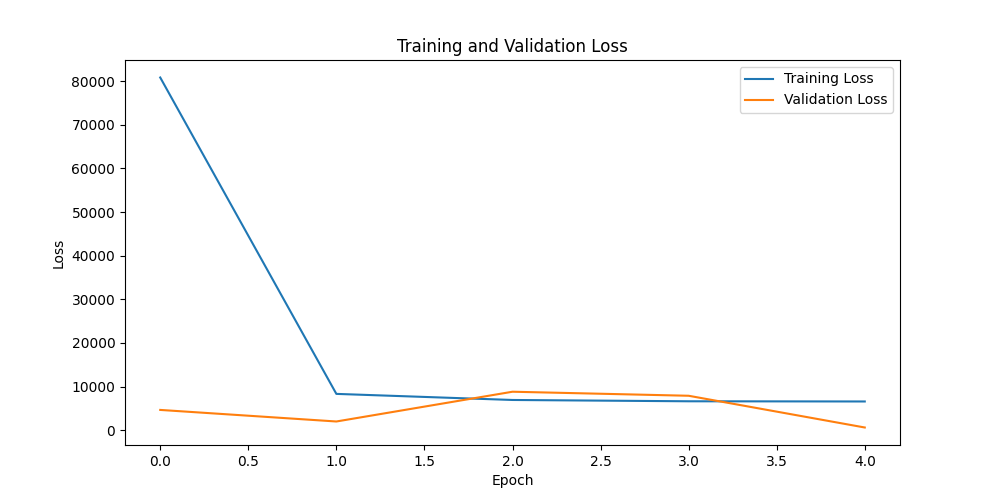 Training and Validation Loss
Training Loss
Validation Loss
80000
70000
60000
50000
40000
30000
20000
10000
0
Loss
0.0 0.5 1.0 1.5 2.0 2.5 3.0 3.5 4.0
Epoch